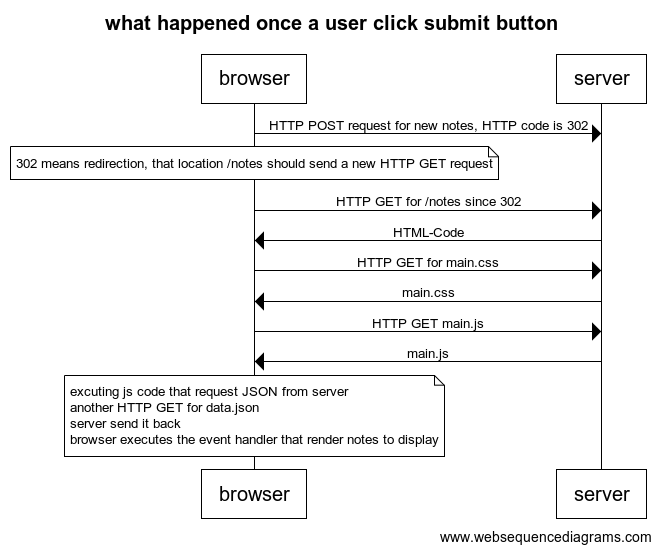 what happened once a user click submit button
browser
server
HTTP POST request for new notes, HTTP code is 302
302 means redirection, that location /notes should send a new HTTP GET request
HTTP GET for /notes since 302
HTML-Code
HTTP GET for main.css
main.css
HTTP GET main.js
main.js
excuting js code that request JSON from server
another HTTP GET for data.json
server send it back
browser executes the event handler that render notes to display
browser
server
www.websequencediagrams.com